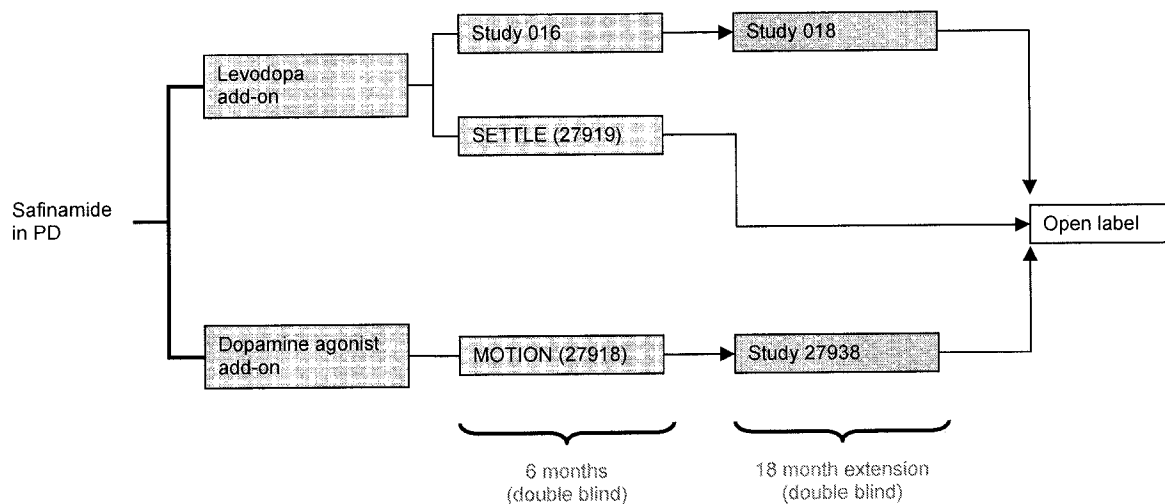 Study 016
Study 018
Levodopa
add-on
SETTLE (27919)
Safinamide
in PD
Open label
Dopamine agonist
add-on
MOTION (27918)
Study 27938
6 months
(double blind)
18 month extension
(double blind)